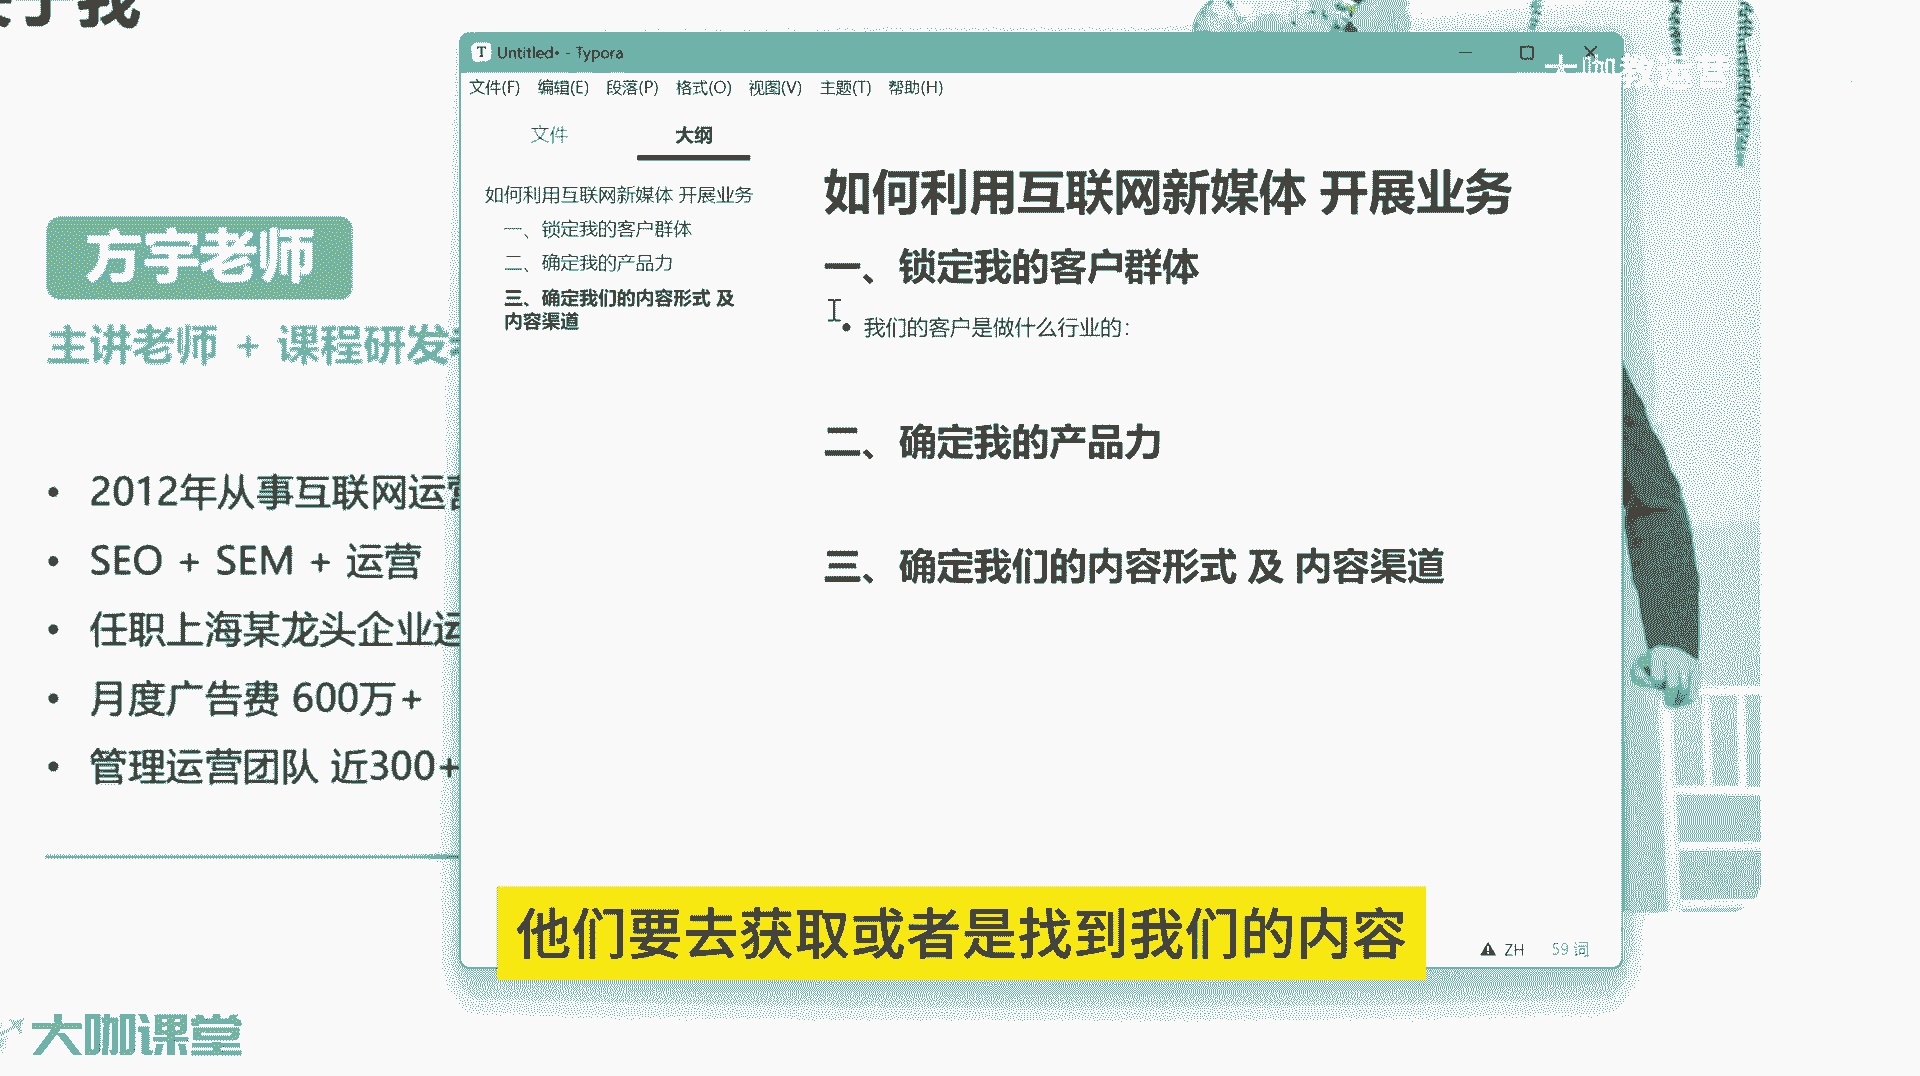 于我
方宇老师
主讲老师 + 课程研发
• 2012年从事互联网运营
• SEO + SEM + 运营
• 任职上海某龙头企业运
• 月度广告费 600万+
• 管理运营团队 近300+
大咖课堂
大咖教运营
Untitled• - Typora
文件(F) 编辑(E) 段落(P) 格式(O) 视图(V) 主题(T) 帮助(H)
文件 大纲
如何利用互联网新媒体 开展业务
一、锁定我的客户群体
二、确定我的产品力
三、确定我们的内容形式 及
内容渠道
如何利用互联网新媒体 开展业务
一、锁定我的客户群体
• 我们的客户是做什么行业的：
二、确定我的产品力
三、确定我们的内容形式 及 内容渠道
ZH 59 词
他们要去获取或者是找到我们的内容